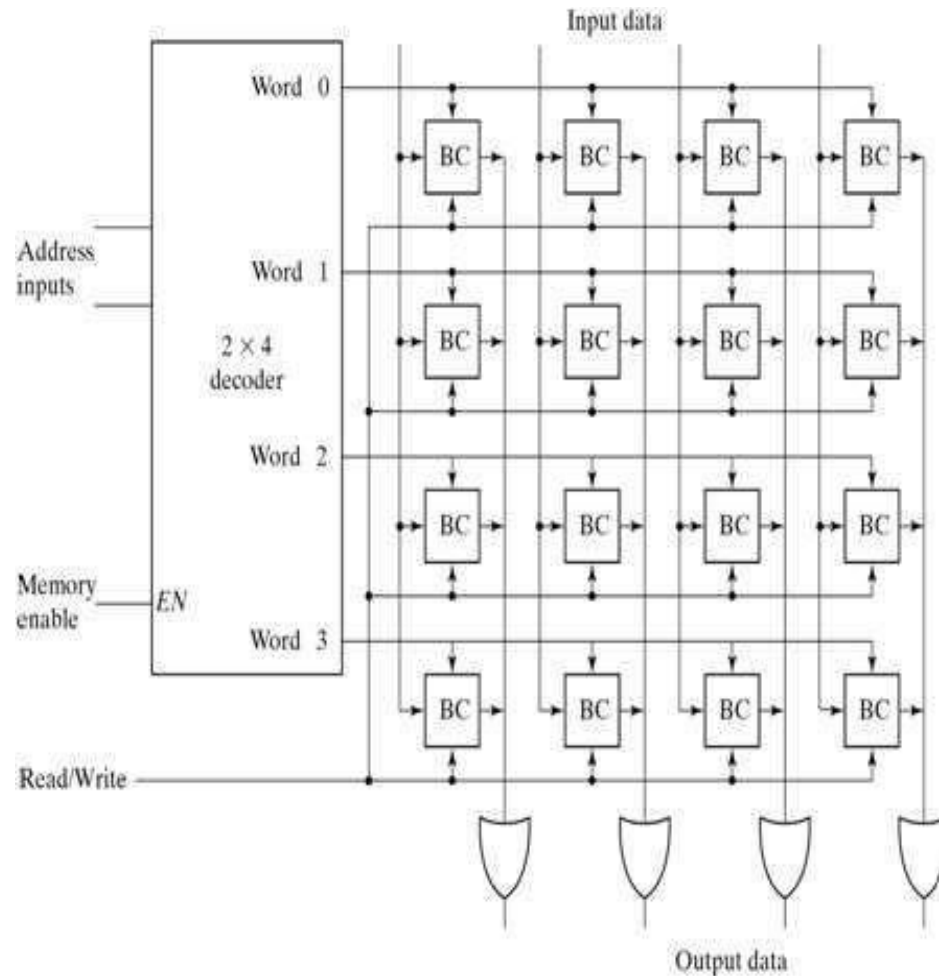 Input data
Word 0
BC BC BC BC
Address
inputs
Word 1
2 × 4
decoder
BC BC BC BC
Word 2
BC BC BC BC
Memory
enable
EN
Word 3
BC BC BC BC
Read/Write
Output data